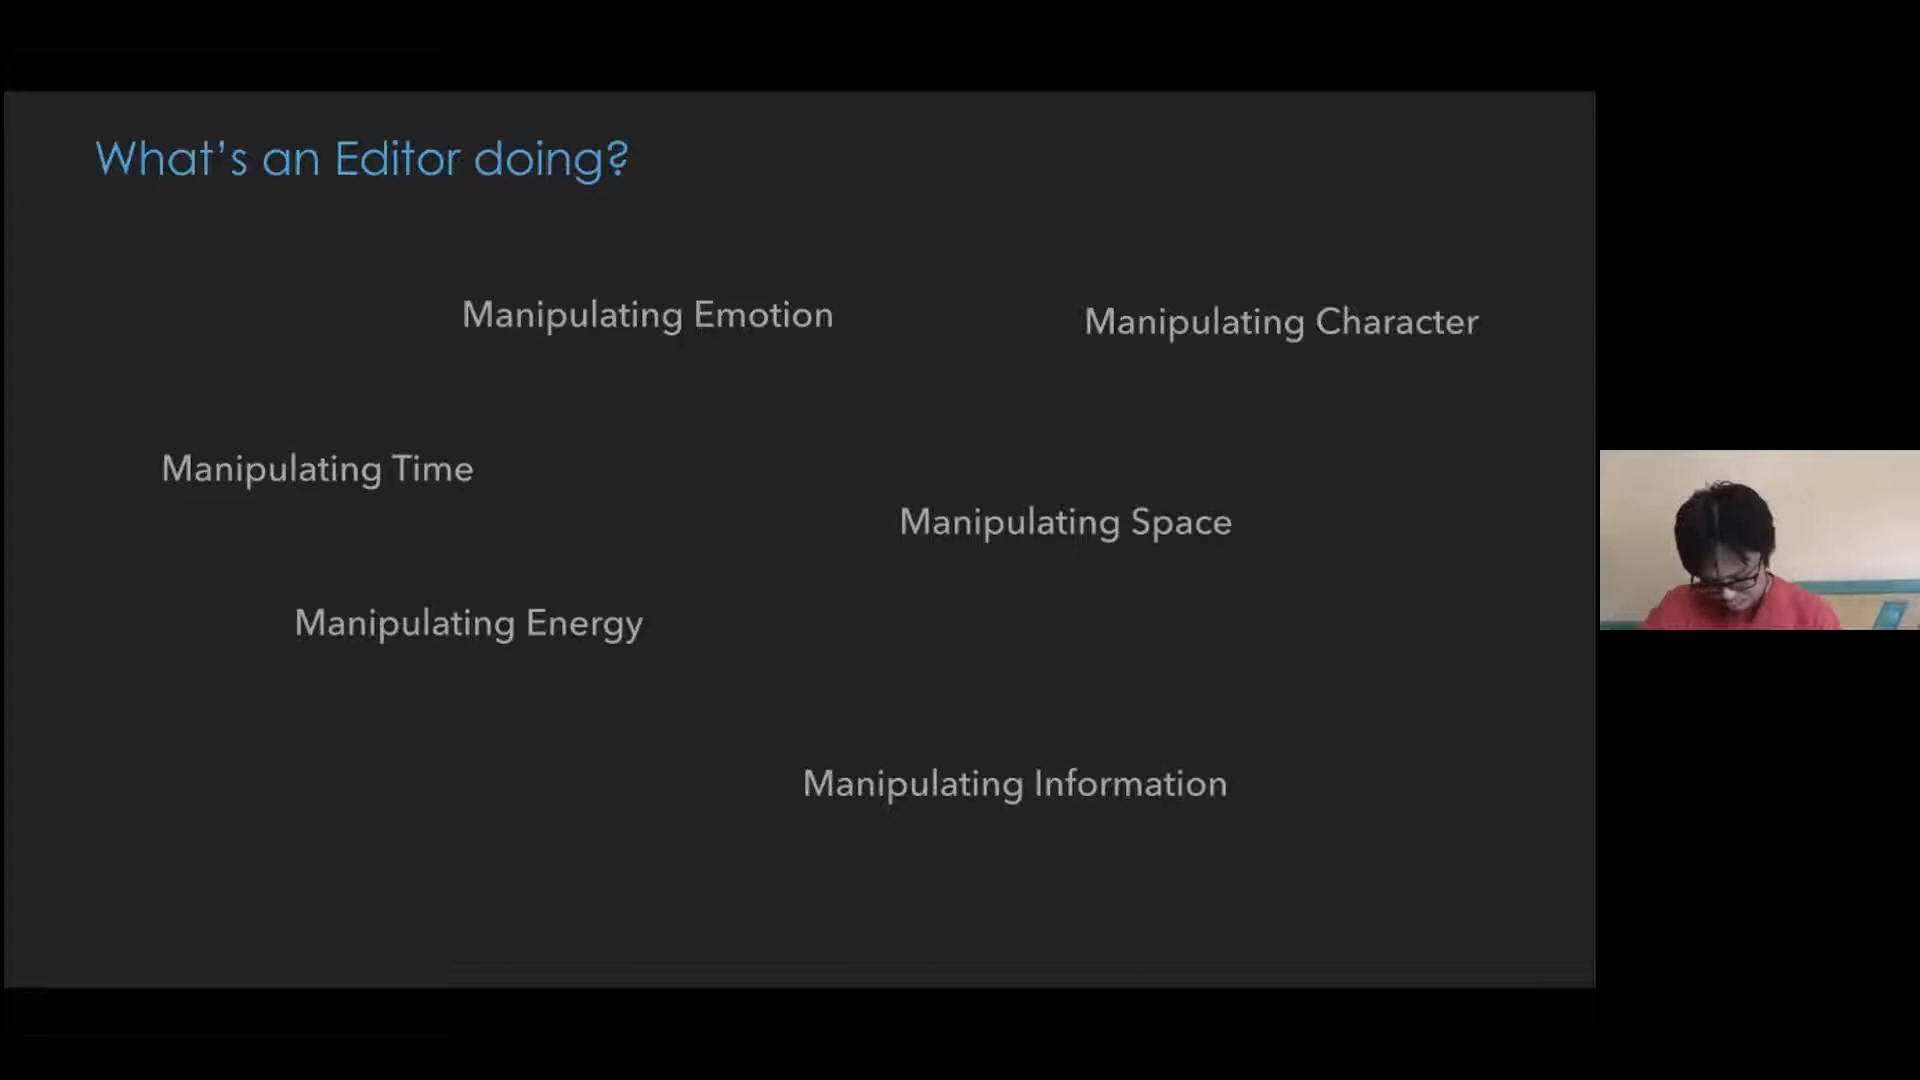 What’s an Editor doing?
Manipulating Emotion
Manipulating Character
Manipulating Time
Manipulating Space
Manipulating Energy
Manipulating Information